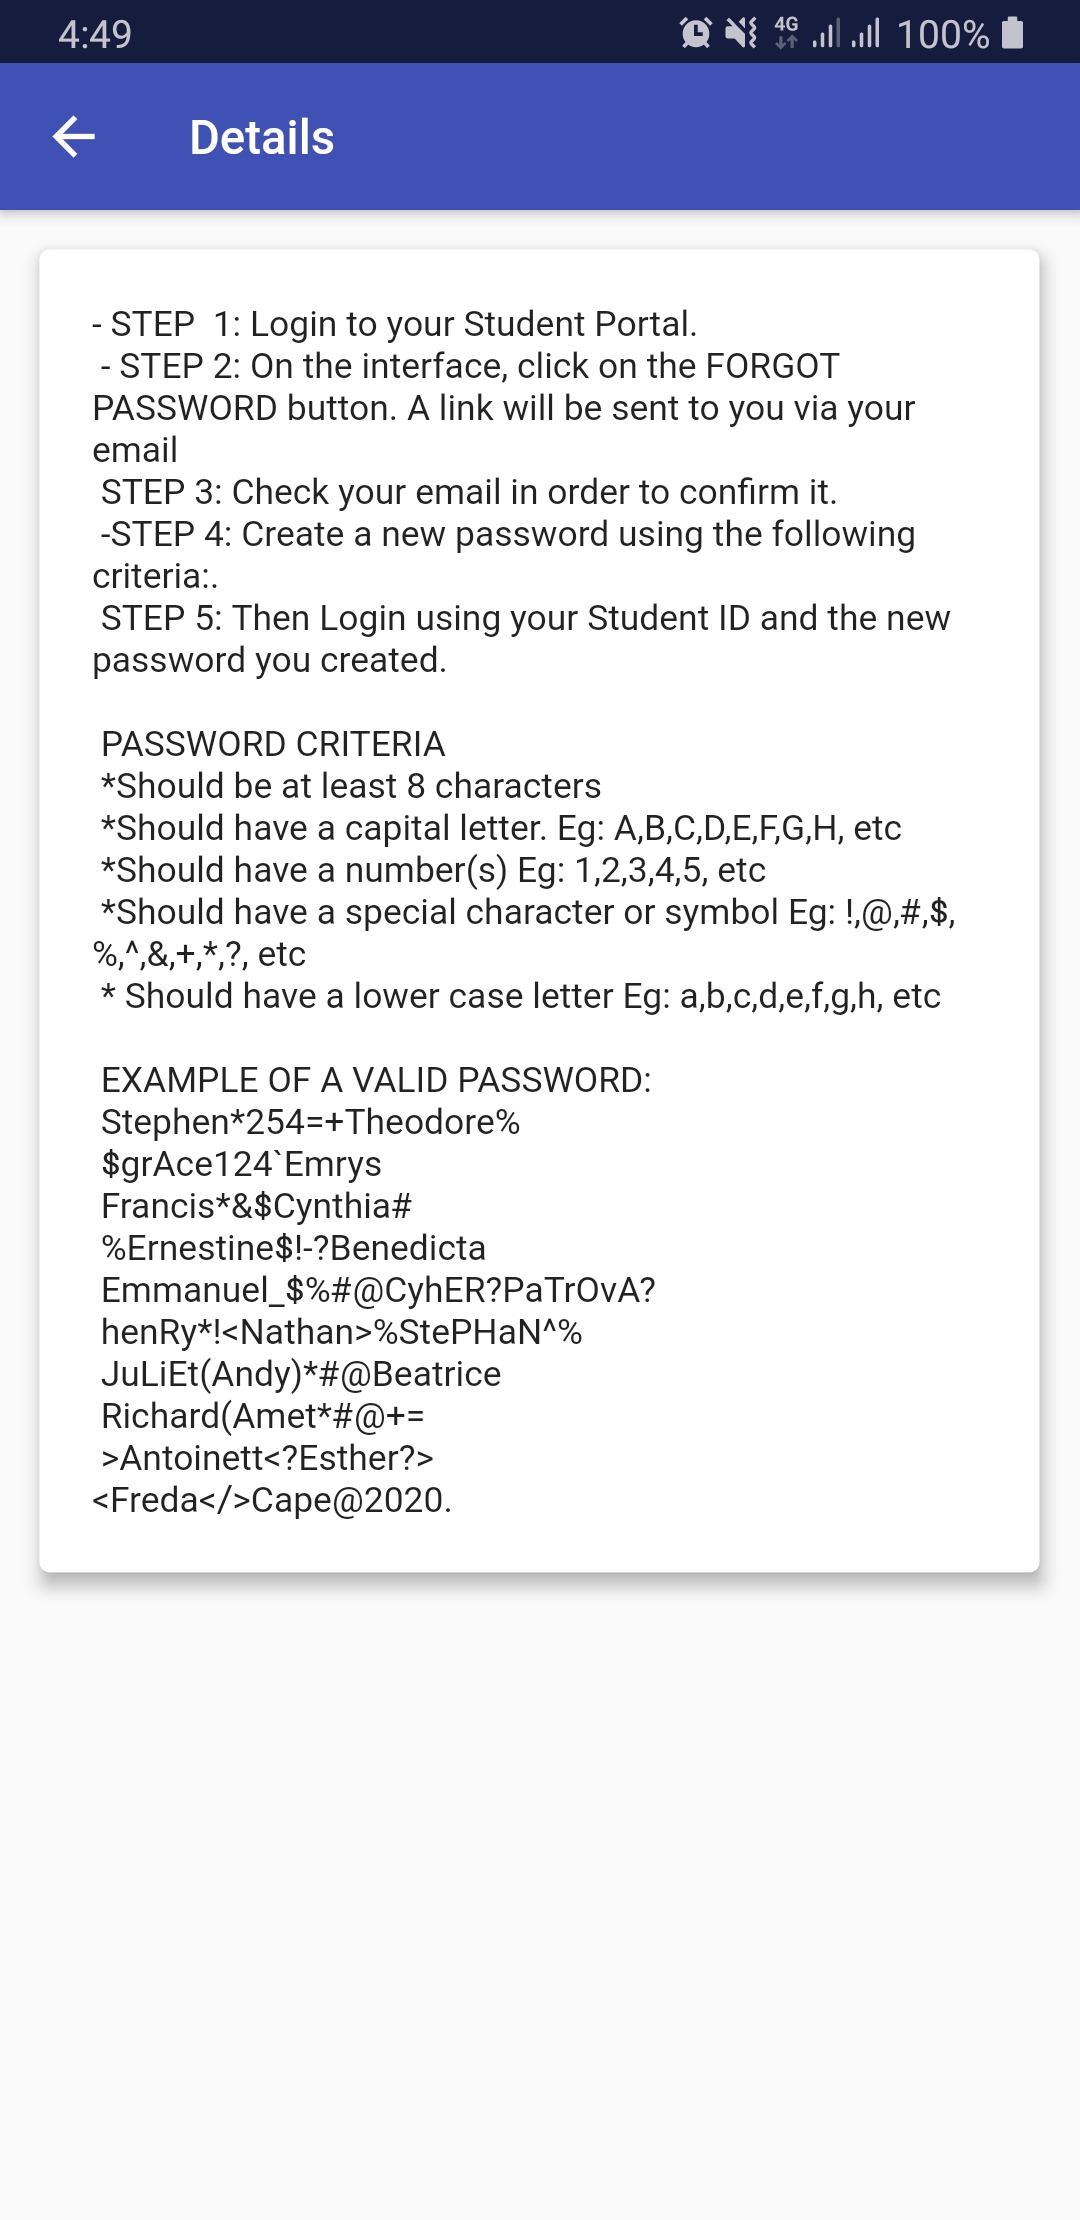 4:49
4G
100%
Details
- STEP  1: Login to your Student Portal.
- STEP 2: On the interface, click on the FORGOT
PASSWORD button. A link will be sent to you via your
email
STEP 3: Check your email in order to confirm it.
-STEP 4: Create a new password using the following
criteria:.
STEP 5: Then Login using your Student ID and the new
password you created.
PASSWORD CRITERIA
*Should be at least 8 characters
*Should have a capital letter. Eg: A,B,C,D,E,F,G,H, etc
*Should have a number(s) Eg: 1,2,3,4,5, etc
*Should have a special character or symbol Eg: !,@,#,$,
%,^,&,+,*,?, etc
* Should have a lower case letter Eg: a,b,c,d,e,f,g,h, etc
EXAMPLE OF A VALID PASSWORD:
Stephen*254=+Theodore%
$grAce124`Emrys
Francis*&$Cynthia#
%Ernestine$!-?Benedicta
Emmanuel_$%#@CyhER?PaTrOvA?
henRy*!<Nathan>%StePHaN^%
JuLiEt(Andy)*#@Beatrice
Richard(Amet*#@+=
>Antoinett<?Esther?>
<Freda</>Cape@2020.